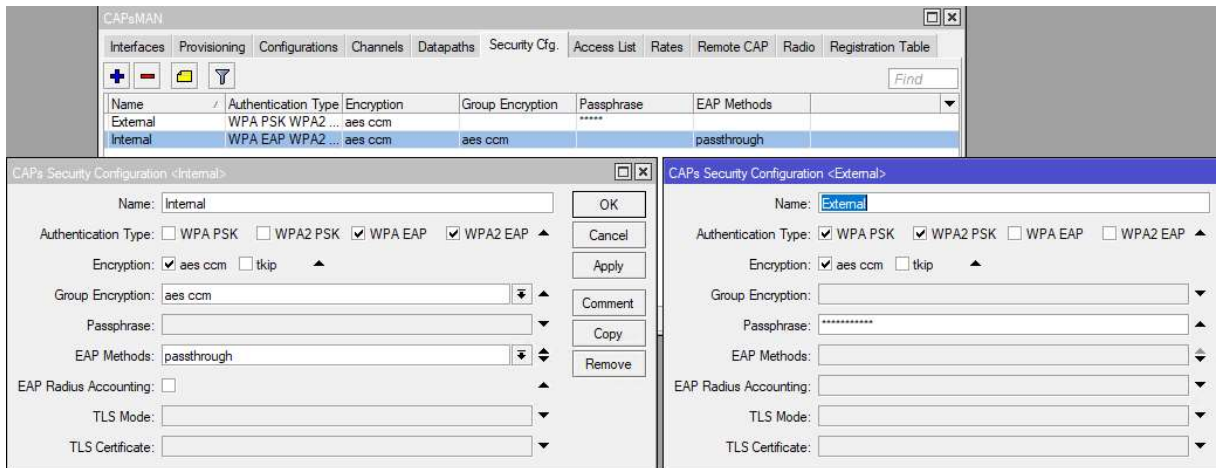 CAPsMAN
Interfaces Provisioning Configurations Channels Datapaths Security Cfg. Access List Rates Remote CAP Radio Registration Table
Find
Name Authentication Type Encryption Group Encryption Passphrase EAP Methods
External WPA PSK WPA2 ... aes ccm *****
Internal WPA EAP WPA2 ... aes ccm aes ccm passthrough
CAPs Security Configuration <Internal>
Name: Internal
OK
Authentication Type: WPA PSK WPA2 PSK WPA EAP WPA2 EAP
Cancel
Encryption: aes ccm tkip
Apply
Group Encryption: aes ccm
Comment
Passphrase:
Copy
EAP Methods: passthrough
Remove
EAP Radius Accounting:
TLS Mode:
TLS Certificate:
CAPs Security Configuration <External>
Name: External
Authentication Type: WPA PSK WPA2 PSK WPA EAP WPA2 EAP
Encryption: aes ccm tkip
Group Encryption:
Passphrase: ***********
EAP Methods:
EAP Radius Accounting:
TLS Mode:
TLS Certificate: